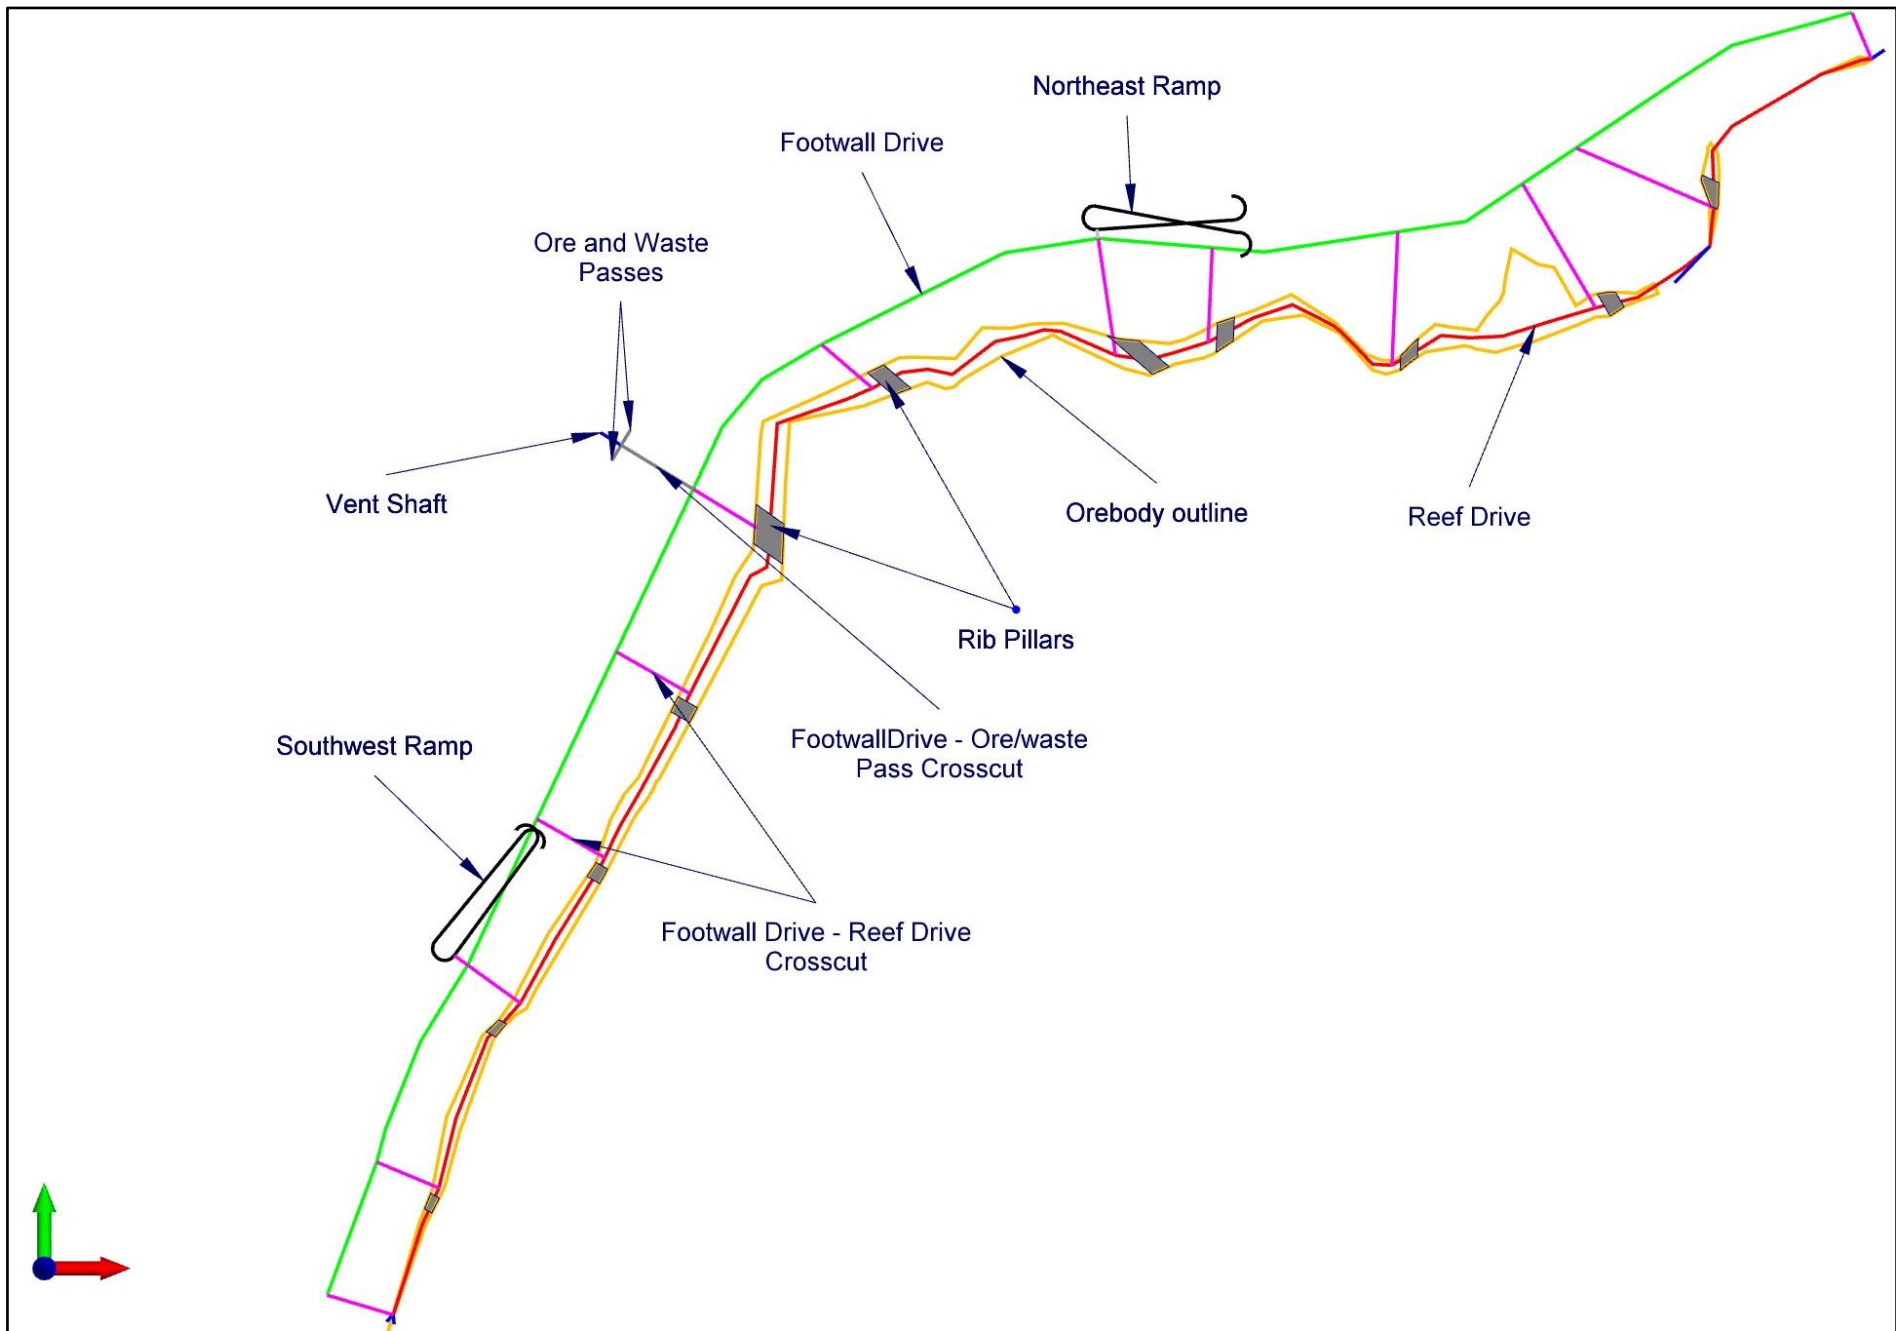 Northeast Ramp
Footwall Drive
Ore and Waste
Passes
Vent Shaft
Orebody outline
Reef Drive
Rib Pillars
FootwallDrive - Ore/waste
Pass Crosscut
Southwest Ramp
Footwall Drive - Reef Drive
Crosscut